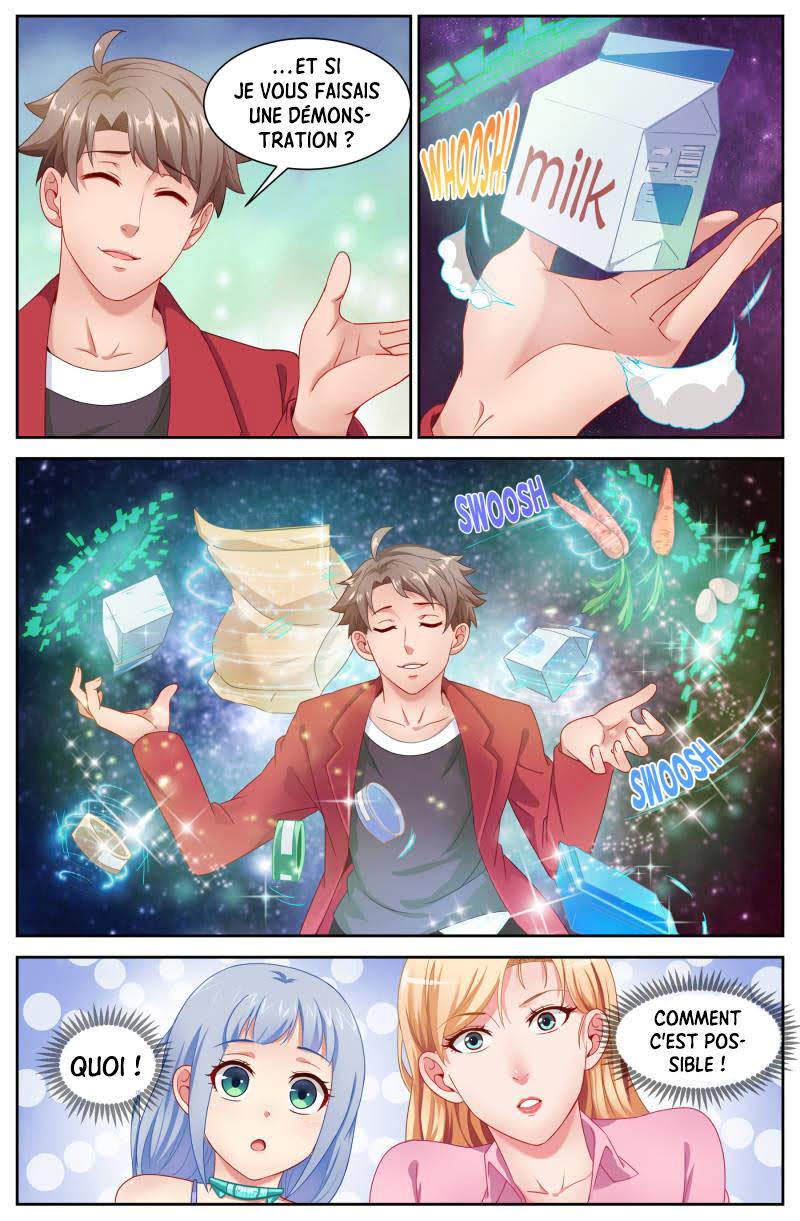 ...ET SI
JE VOUS FAISAIS
UNE DÉMONS-
TRATION ?
WHOOSH!
milk
SWOOSH
SWOOSH
QUOI !
COMMENT
C'EST POS-
SIBLE !